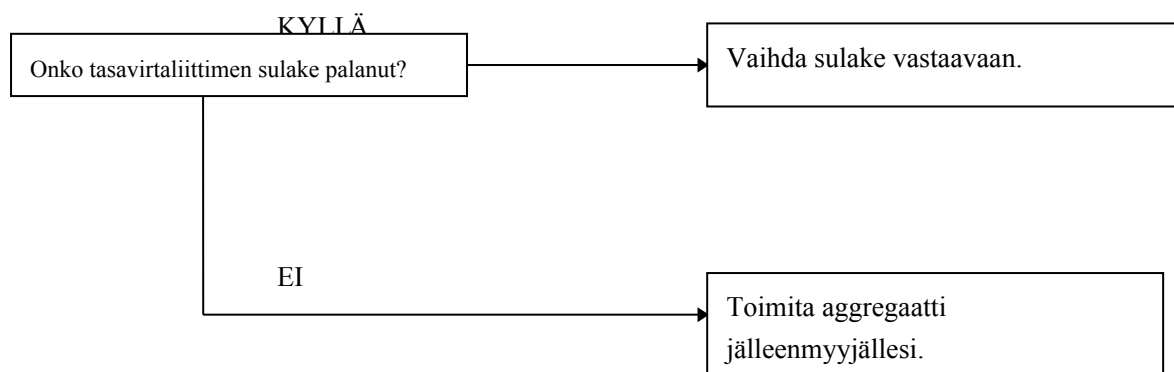 KYLLÄ
Onko tasavirtaliittimen sulake palanut?
Vaihda sulake vastaavaan.
EI
Toimita aggregaatti
jälleenmyyjällesi.